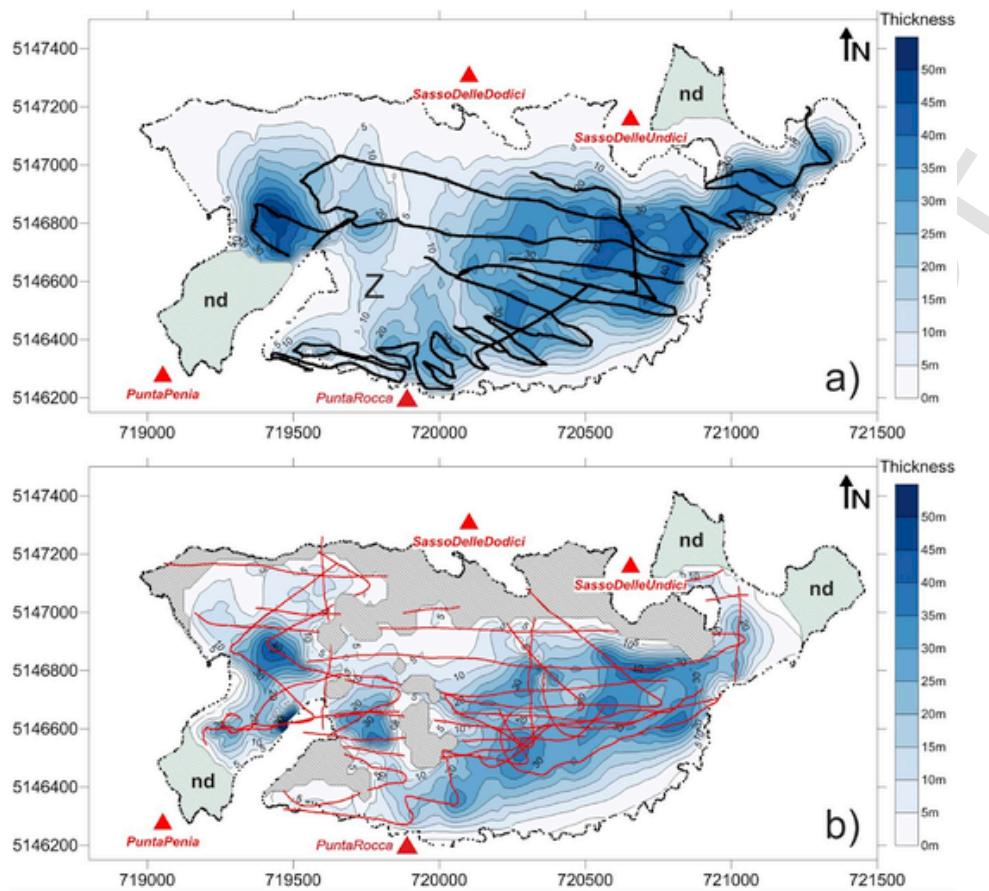 Thickness
5147400
N
a)
nd
SassoDelleDodici
50m
5147200
SassoDelleUndici
45m
40m
5147000
35m
30m
5146800
25m
20m
5146600
Z
nd
15m
10m
5146400
5m
PuntaPenia
PuntaRocca
5146200
0m
719000 719500 720000 720500 721000 721500
Thickness
5147400
N
b)
nd
SassoDelleDodici
50m
5147200
SassoDelleUndici
nd
45m
40m
5147000
35m
30m
5146800
25m
20m
5146600
15m
nd
10m
5146400
5m
PuntaPenia
PuntaRocca
5146200
0m
719000 719500 720000 720500 721000 721500